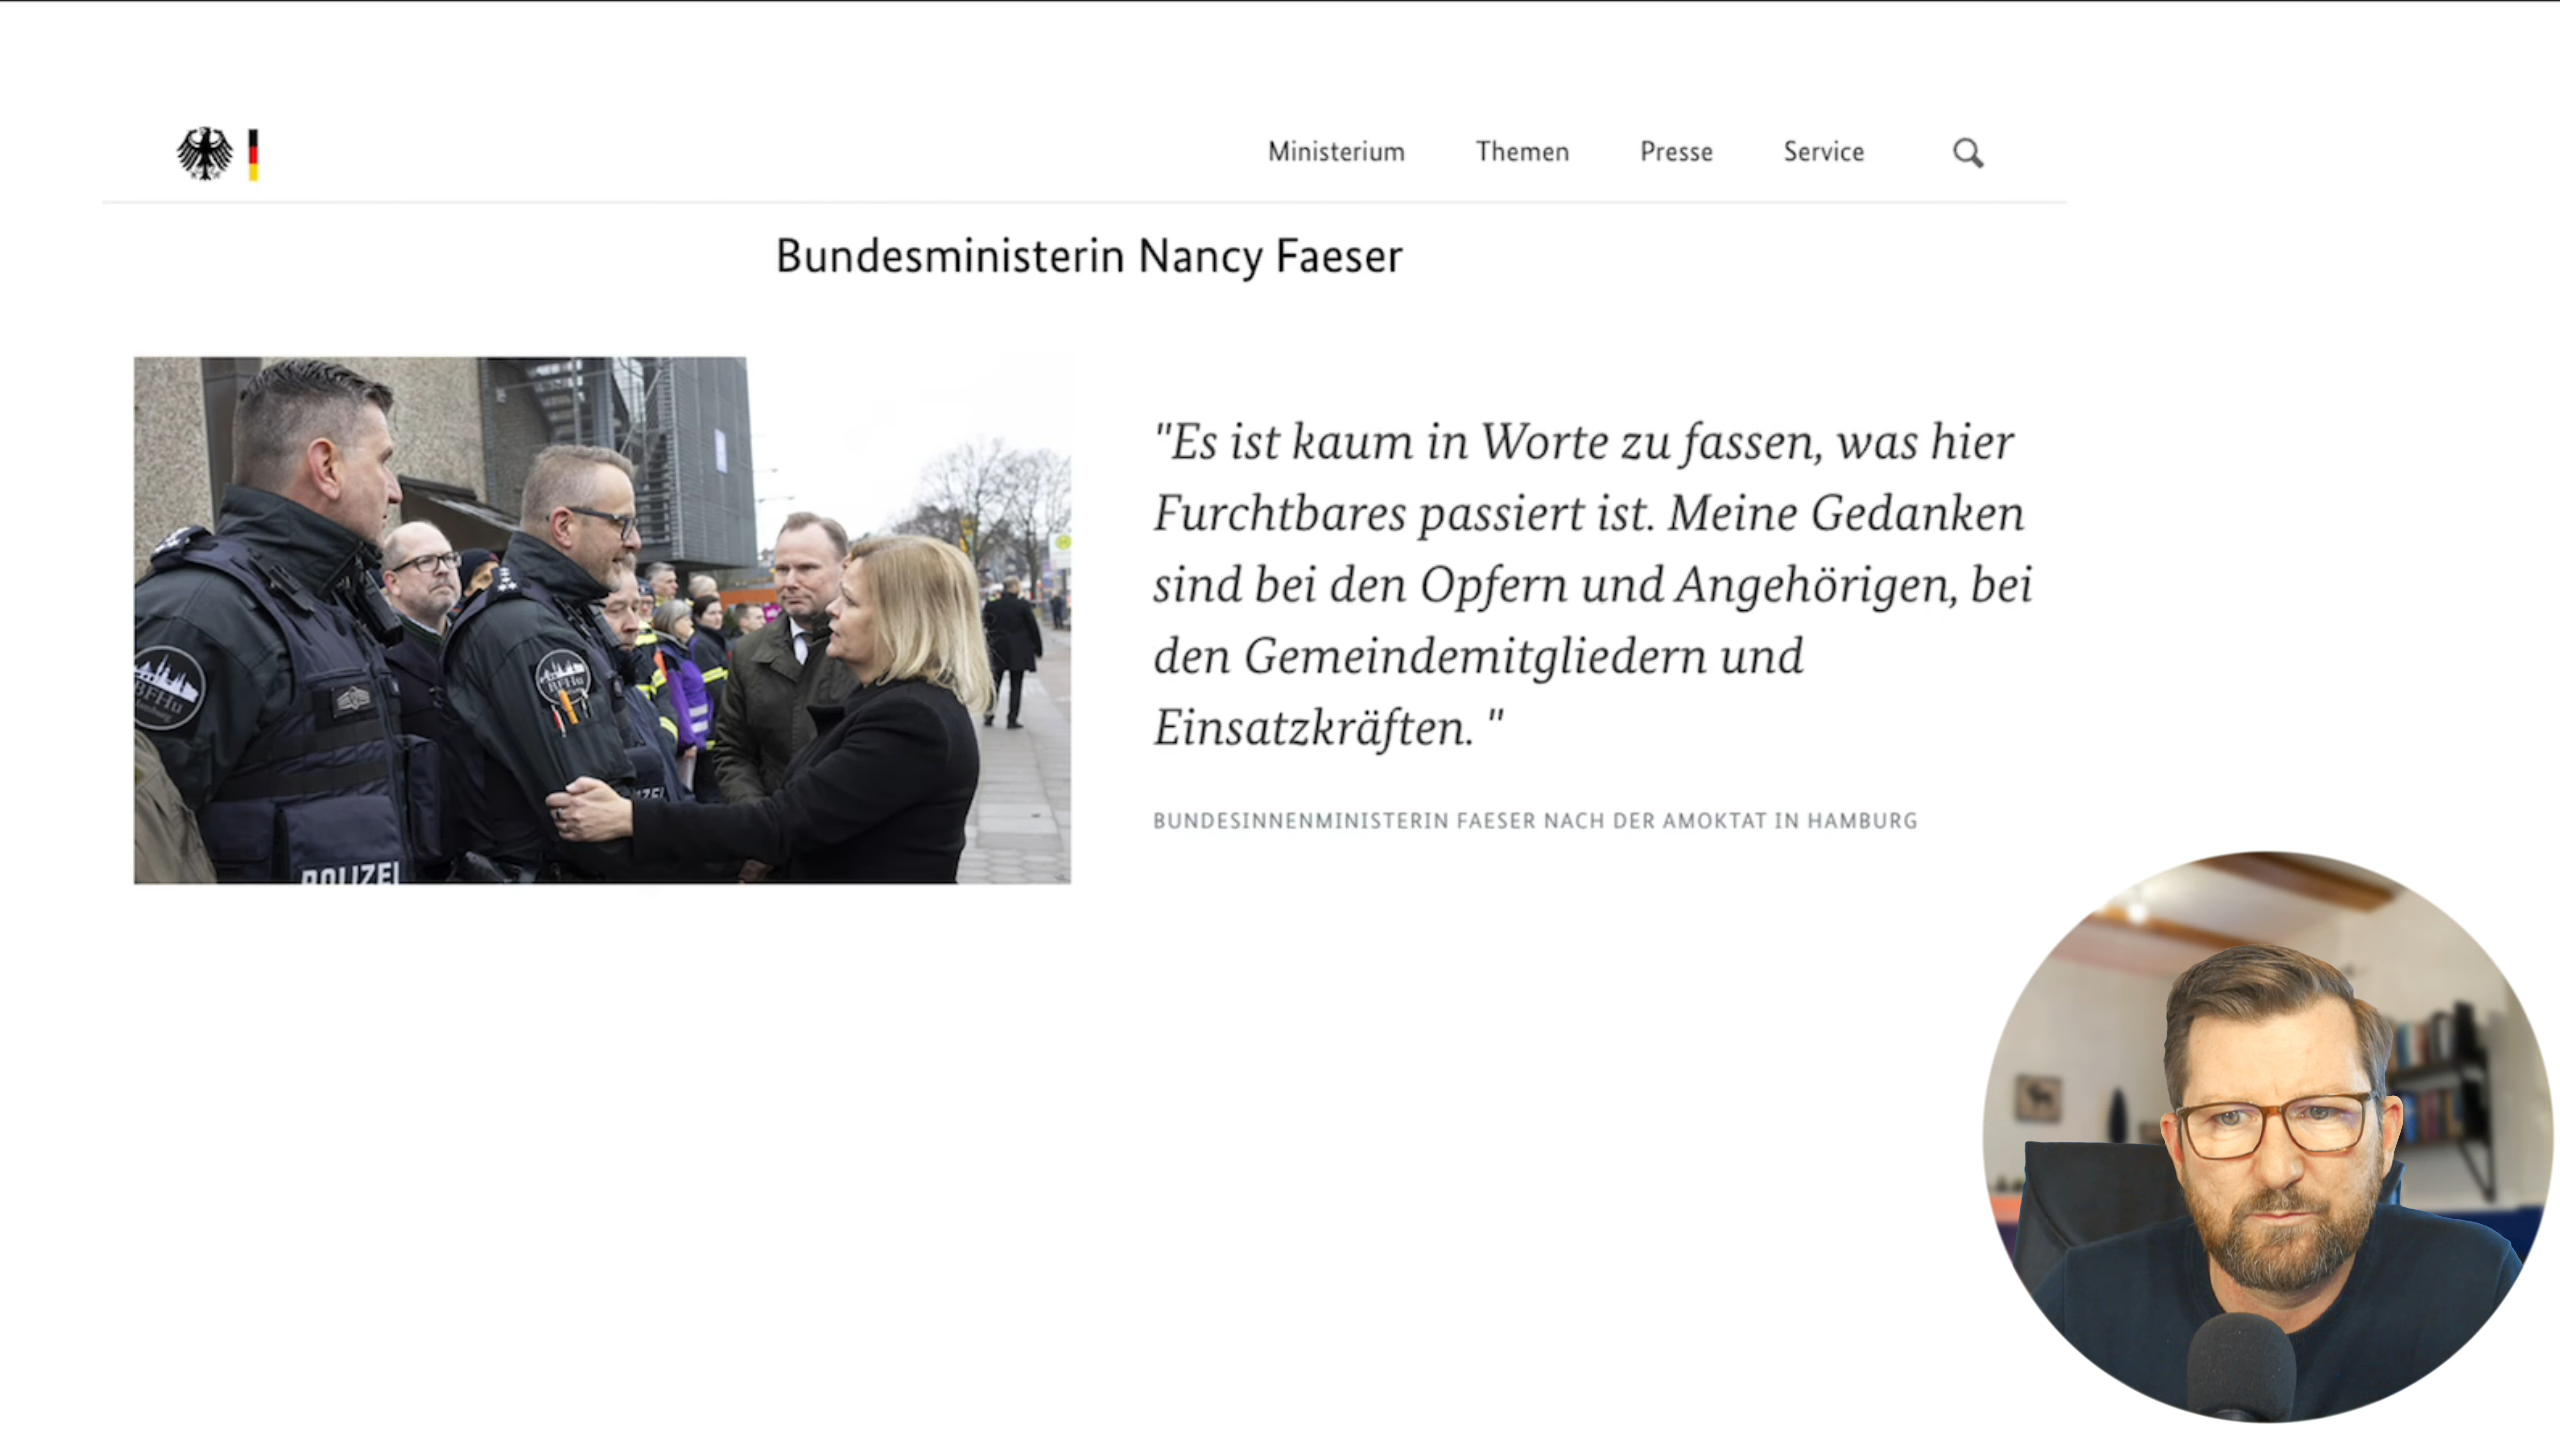 Ministerium Themen Presse Service
Bundesministerin Nancy Faeser
"Es ist kaum in Worte zu fassen, was hier
Furchtbares passiert ist. Meine Gedanken
sind bei den Opfern und Angehörigen, bei
den Gemeindemitgliedern und
Einsatzkräften. "
BUNDESINNENMINISTERIN FAESER NACH DER AMOKTAT IN HAMBURG
BFHu
BFHu
POLIZEI